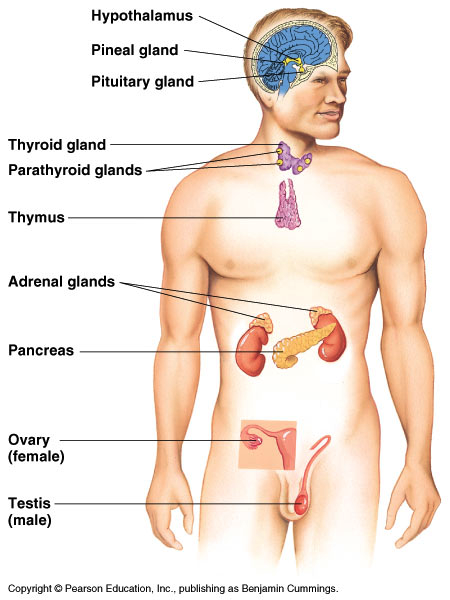 Hypothalamus
Pineal gland
Pituitary gland
Thyroid gland
Parathyroid glands
Thymus
Adrenal glands
Pancreas
Ovary
(female)
Testis
(male)
Copyright © Pearson Education, Inc., publishing as Benjamin Cummings.